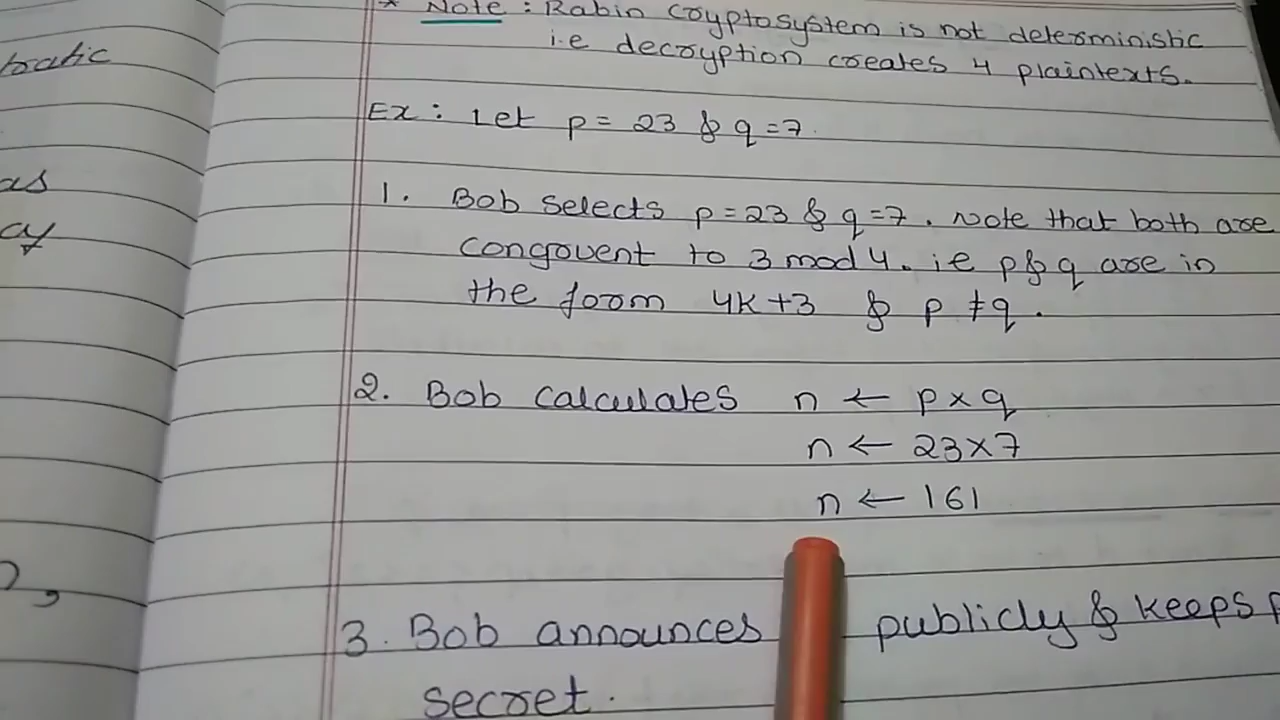 * Note : Rabin cryptosystem is not deterministic
i.e decryption creates 4 plaintexts.
Ex : Let p = 23 & q = 7.
1. Bob selects p = 23 & q = 7. Note that both are
congruent to 3 mod 4. ie p & q are in
the form 4k + 3 & p ≠ q.
2. Bob calculates n ← p × q
n ← 23 × 7
n ← 161
3. Bob announces publicly & keeps p
secret.
as